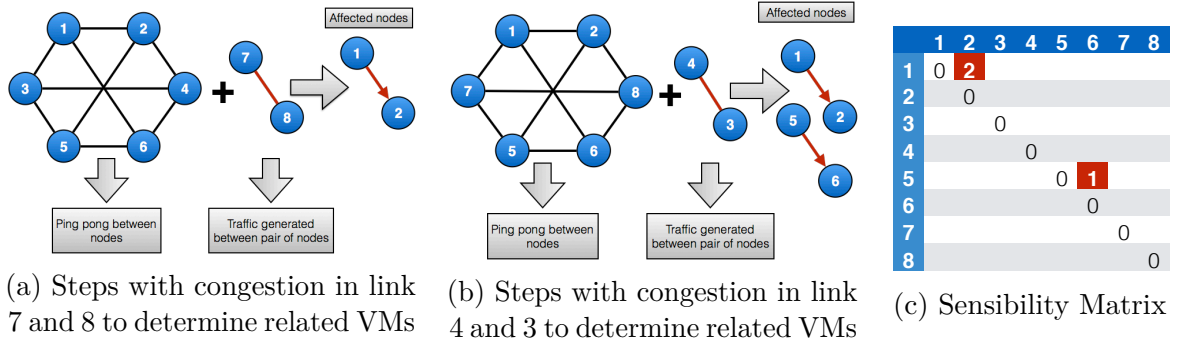 1 2
3 4
5 6
+
7
8
Affected nodes
1
2
Ping pong between
nodes
Traffic generated
between pair of nodes
(a) Steps with congestion in link
7 and 8 to determine related VMs
1 2
7 8
5 6
+
4
3
Affected nodes
1
2
5
6
Ping pong between
nodes
Traffic generated
between pair of nodes
(b) Steps with congestion in link
4 and 3 to determine related VMs
1 2 3 4 5 6 7 8
1 0 2
2 0
3 0
4 0
5 0 1
6 0
7 0
8 0
(c) Sensibility Matrix